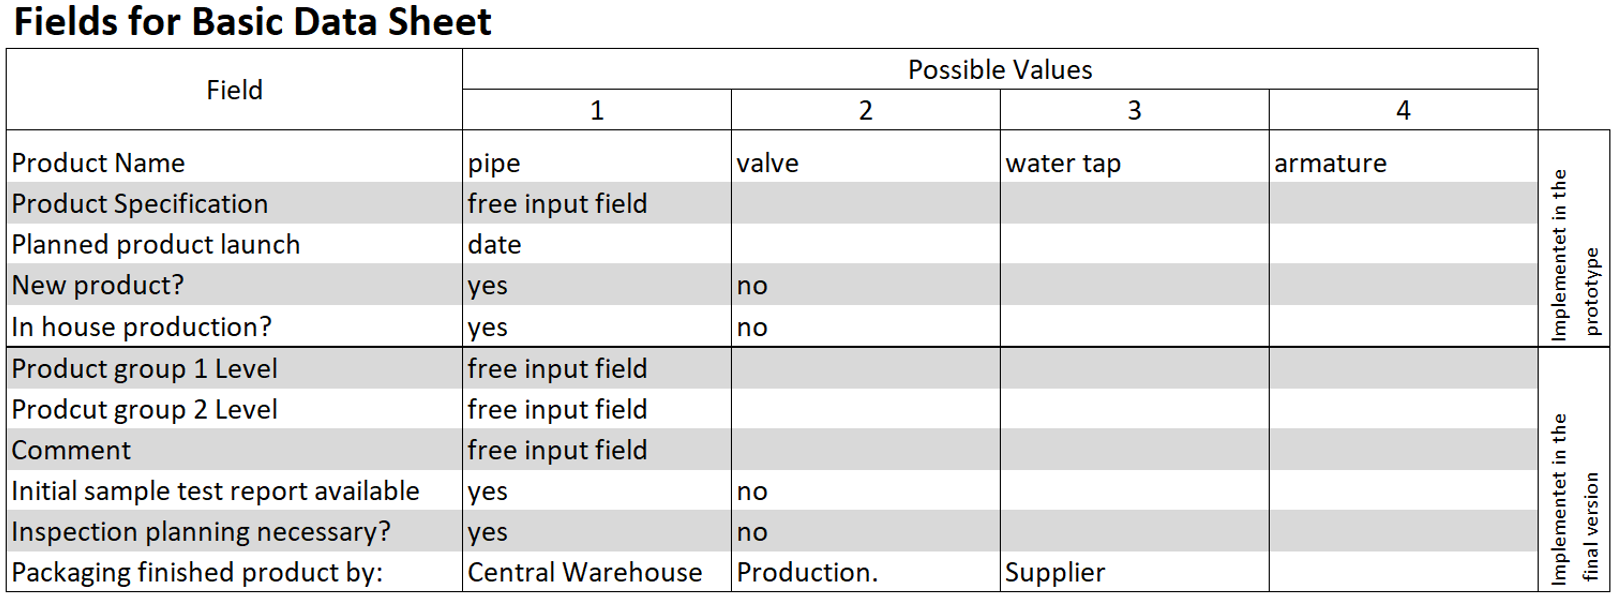 Fields for Basic Data Sheet
Field
Possible Values
1 2 3 4
Product Name pipe valve water tap armature
Product Specification free input field
Planned product launch date
New product? yes no
In house production? yes no
Implementet in the
prototype
Product group 1 Level free input field
Prodcut group 2 Level free input field
Comment free input field
Initial sample test report available yes no
Inspection planning necessary? yes no
Packaging finished product by: Central Warehouse Production. Supplier
Implementet in the
final version